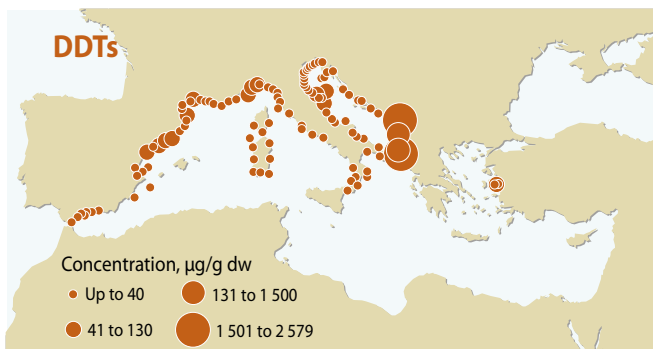 DDTs
Concentration, µg/g dw
Up to 40
131 to 1 500
41 to 130
1 501 to 2 579